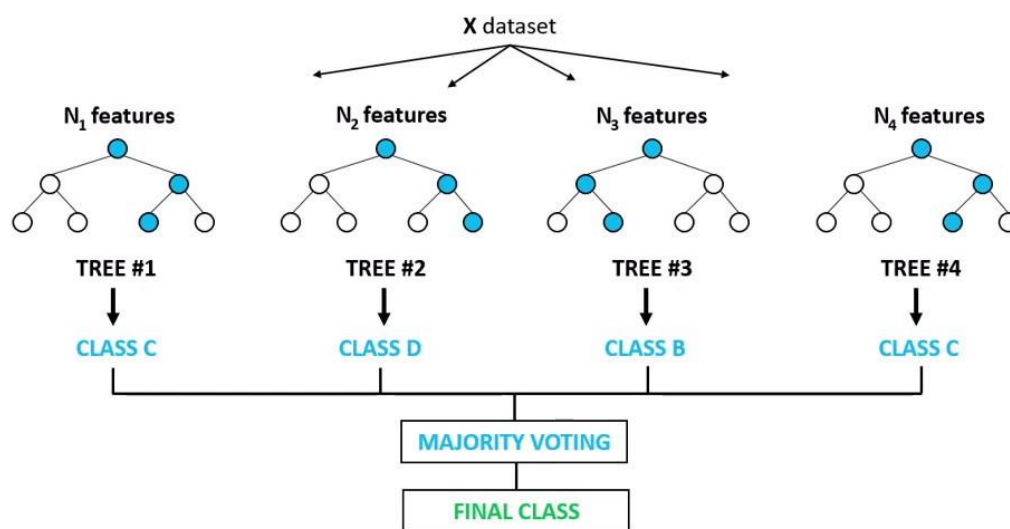 X dataset
N₁ features
N₂ features
N₃ features
N₄ features
TREE #1
TREE #2
TREE #3
TREE #4
CLASS C
CLASS D
CLASS B
CLASS C
MAJORITY VOTING
FINAL CLASS